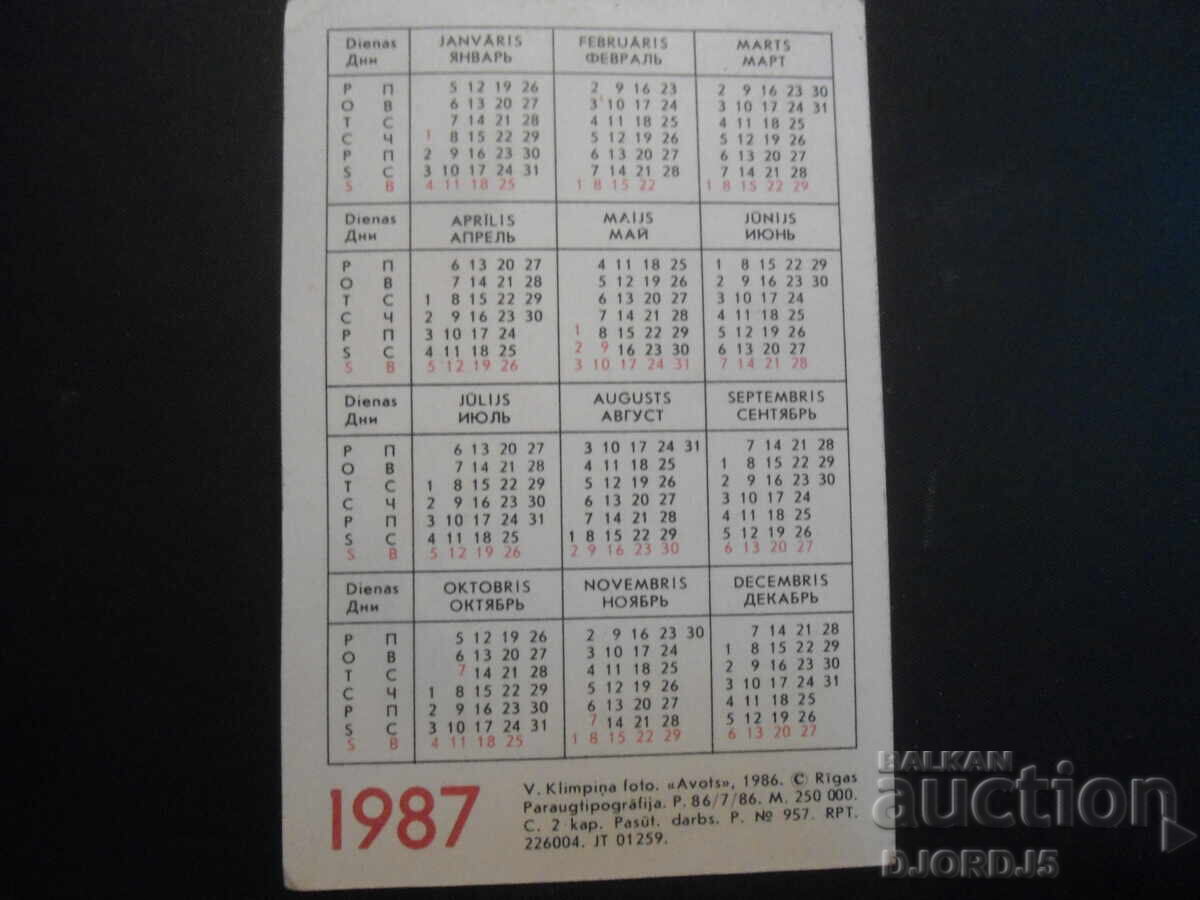 Dienas JANVĀRIS FEBRUĀRIS MARTS
Дни ЯНВАРЬ ФЕВРАЛЬ МАРТ
P П 5 12 19 26 2 9 16 23 2 9 16 23 30
O В 6 13 20 27 3 10 17 24 3 10 17 24 31
T С 7 14 21 28 4 11 18 25 4 11 18 25
C Ч 1 8 15 22 29 5 12 19 26 5 12 19 26
P П 2 9 16 23 30 6 13 20 27 6 13 20 27
S С 3 10 17 24 31 7 14 21 28 7 14 21 28
S В 4 11 18 25 1 8 15 22 1 8 15 22 29
Dienas APRĪLIS MAIJS JŪNIJS
Дни АПРЕЛЬ МАЙ ИЮНЬ
P П 6 13 20 27 4 11 18 25 1 8 15 22 29
O В 7 14 21 28 5 12 19 26 2 9 16 23 30
T С 1 8 15 22 29 6 13 20 27 3 10 17 24
C Ч 2 9 16 23 30 7 14 21 28 4 11 18 25
P П 3 10 17 24 1 8 15 22 29 5 12 19 26
S С 4 11 18 25 2 9 16 23 30 6 13 20 27
S В 5 12 19 26 3 10 17 24 31 7 14 21 28
Dienas JŪLIJS AUGUSTS SEPTEMBRIS
Дни ИЮЛЬ АВГУСТ СЕНТЯБРЬ
P П 6 13 20 27 3 10 17 24 31 7 14 21 28
O В 7 14 21 28 4 11 18 25 1 8 15 22 29
T С 1 8 15 22 29 5 12 19 26 2 9 16 23 30
C Ч 2 9 16 23 30 6 13 20 27 3 10 17 24
P П 3 10 17 24 31 7 14 21 28 4 11 18 25
S С 4 11 18 25 1 8 15 22 29 5 12 19 26
S В 5 12 19 26 2 9 16 23 30 6 13 20 27
Dienas OKTOBRIS NOVEMBRIS DECEMBRIS
Дни ОКТЯБРЬ НОЯБРЬ ДЕКАБРЬ
P П 5 12 19 26 2 9 16 23 30 7 14 21 28
O В 6 13 20 27 3 10 17 24 1 8 15 22 29
T С 7 14 21 28 4 11 18 25 2 9 16 23 30
C Ч 1 8 15 22 29 5 12 19 26 3 10 17 24 31
P П 2 9 16 23 30 6 13 20 27 4 11 18 25
S С 3 10 17 24 31 7 14 21 28 5 12 19 26
S В 4 11 18 25 1 8 15 22 29 6 13 20 27
1987
V. Klimpiņa foto. «Avots», 1986. © Rīgas
Paraugtipogrāfija. P. 86/7/86. M. 250 000.
C. 2 kap. Pasūt. darbs. P. № 957. RPT.
226004. JT 01259.
BALKAN
auction
DJORDJ5